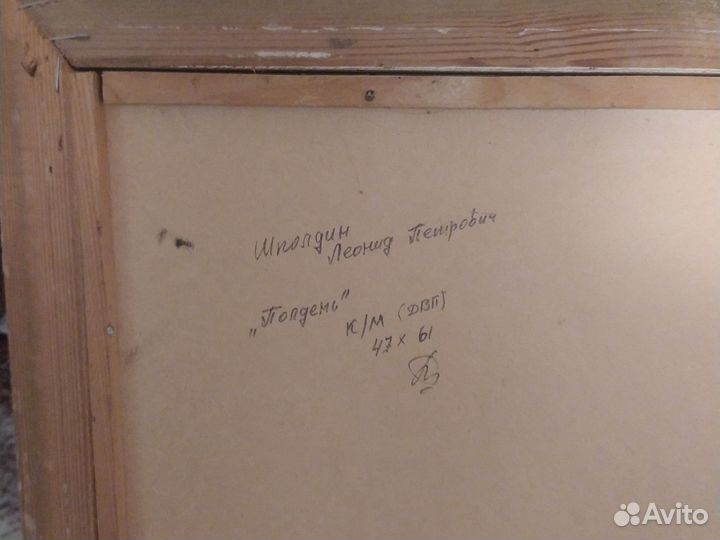 Шполдин
Леонид Петрович
„Полдень"
К/М (ДВП)
47 х 61
Avito